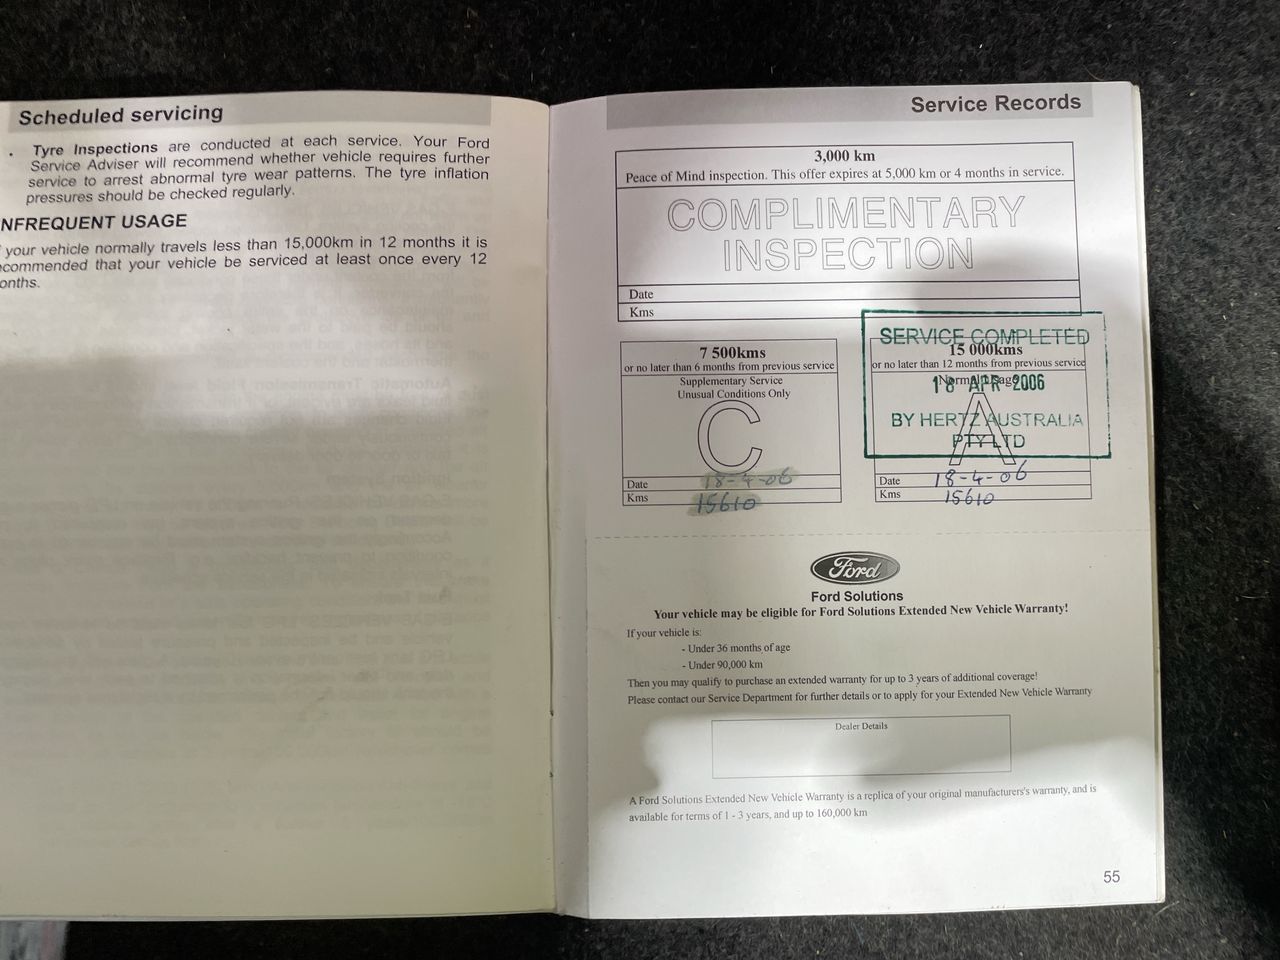 Scheduled servicing
. Tyre Inspections are conducted at each service. Your Ford
Service Adviser will recommend whether vehicle requires further
service to arrest abnormal tyre wear patterns. The tyre inflation
pressures should be checked regularly.
NFREQUENT USAGE
your vehicle normally travels less than 15,000km in 12 months it is
ecommended that your vehicle be serviced at least once every 12
onths.
Service Records
3,000 km
Peace of Mind inspection. This offer expires at 5,000 km or 4 months in service.
COMPLIMENTARY
INSPECTION
Date
Kms
7 500kms
or no later than 6 months from previous service
Supplementary Service
Unusual Conditions Only
C
Date 18-4-06
Kms 15610
SERVICE COMPLETED
15 000kms
or no later than 12 months from previous service
Normal Usage
18 APR 2006
A
BY HERTZ AUSTRALIA
PTY LTD
Date 18-4-06
Kms 15610
Ford
Ford Solutions
Your vehicle may be eligible for Ford Solutions Extended New Vehicle Warranty!
If your vehicle is:
- Under 36 months of age
- Under 90,000 km
Then you may qualify to purchase an extended warranty for up to 3 years of additional coverage!
Please contact our Service Department for further details or to apply for your Extended New Vehicle Warranty
Dealer Details
A Ford Solutions Extended New Vehicle Warranty is a replica of your original manufacturers's warranty, and is
available for terms of 1 - 3 years, and up to 160,000 km
55